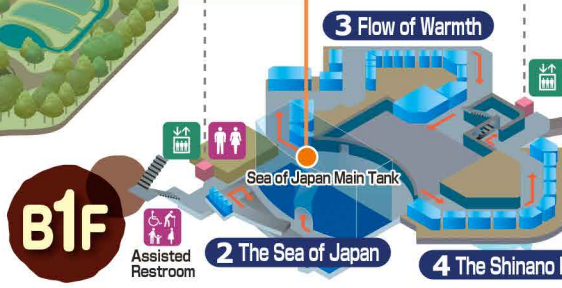 3 Flow of Warmth
Sea of Japan Main Tank
B1F
Assisted
Restroom
2 The Sea of Japan
4 The Shinano